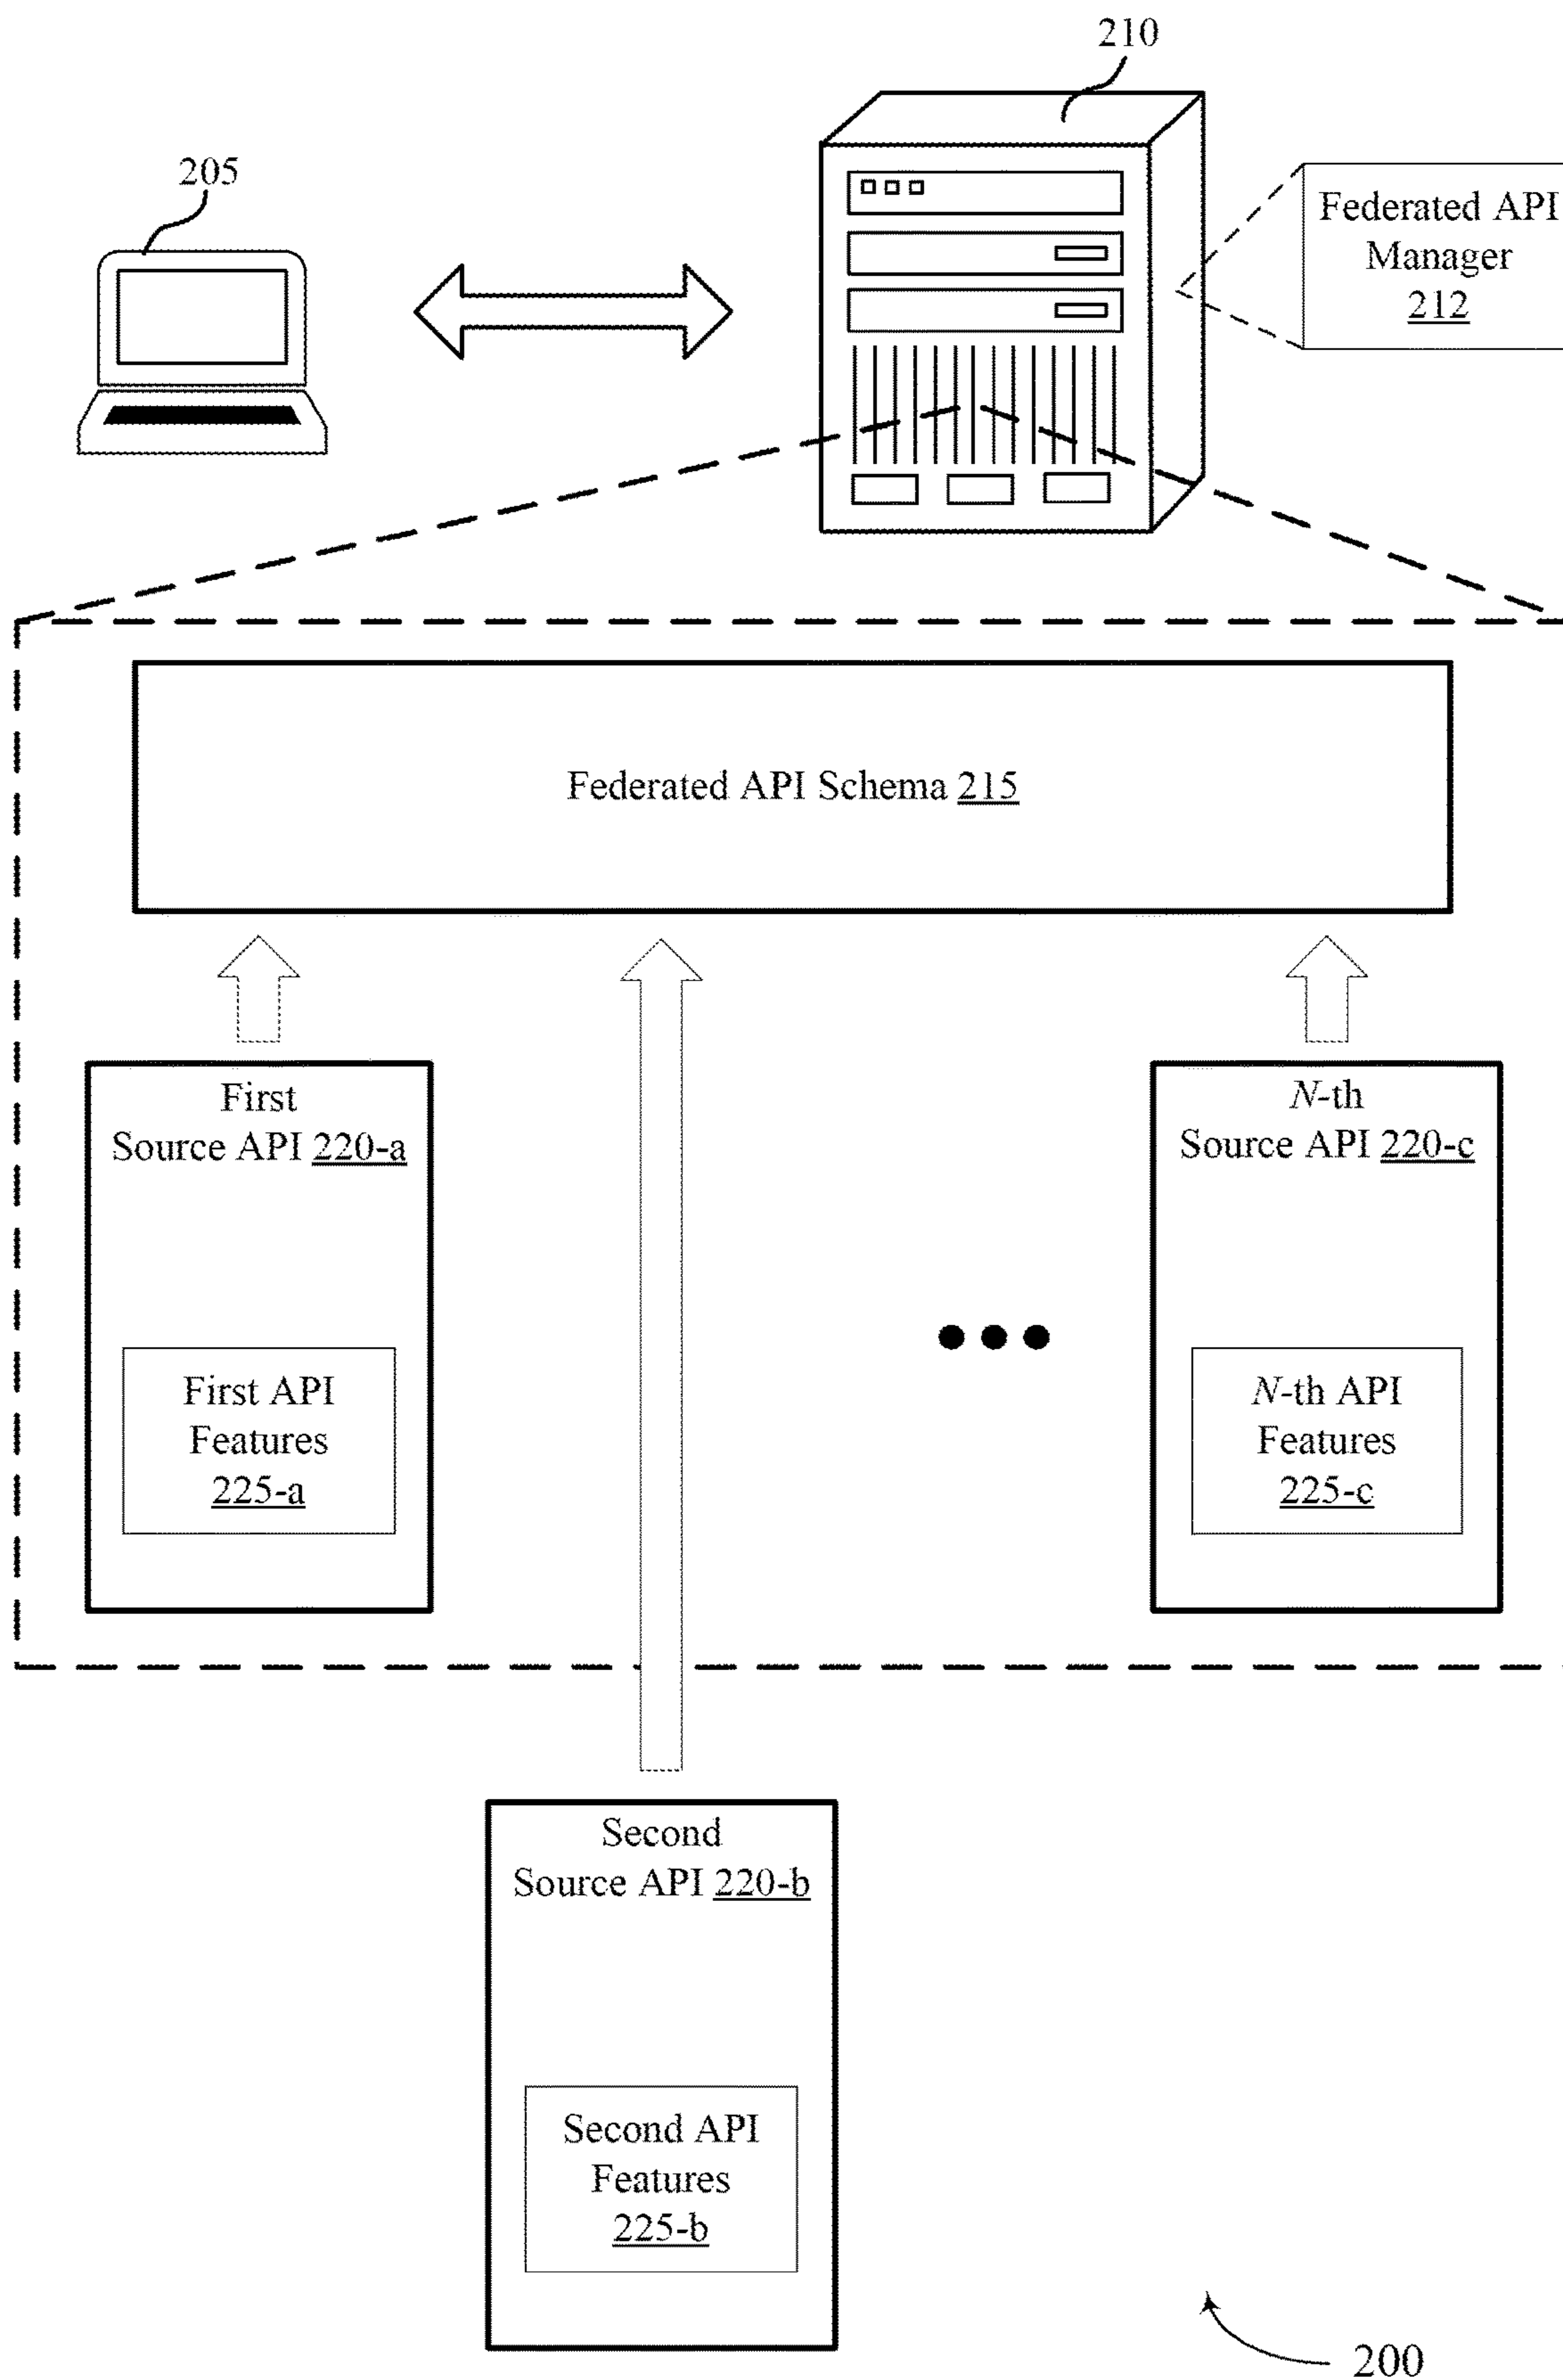 210
205
Federated API
Manager
212
Federated API Schema 215
First
Source API 220-a
N-th
Source API 220-c
First API
Features
225-a
N-th API
Features
225-c
Second
Source API 220-b
Second API
Features
225-b
200